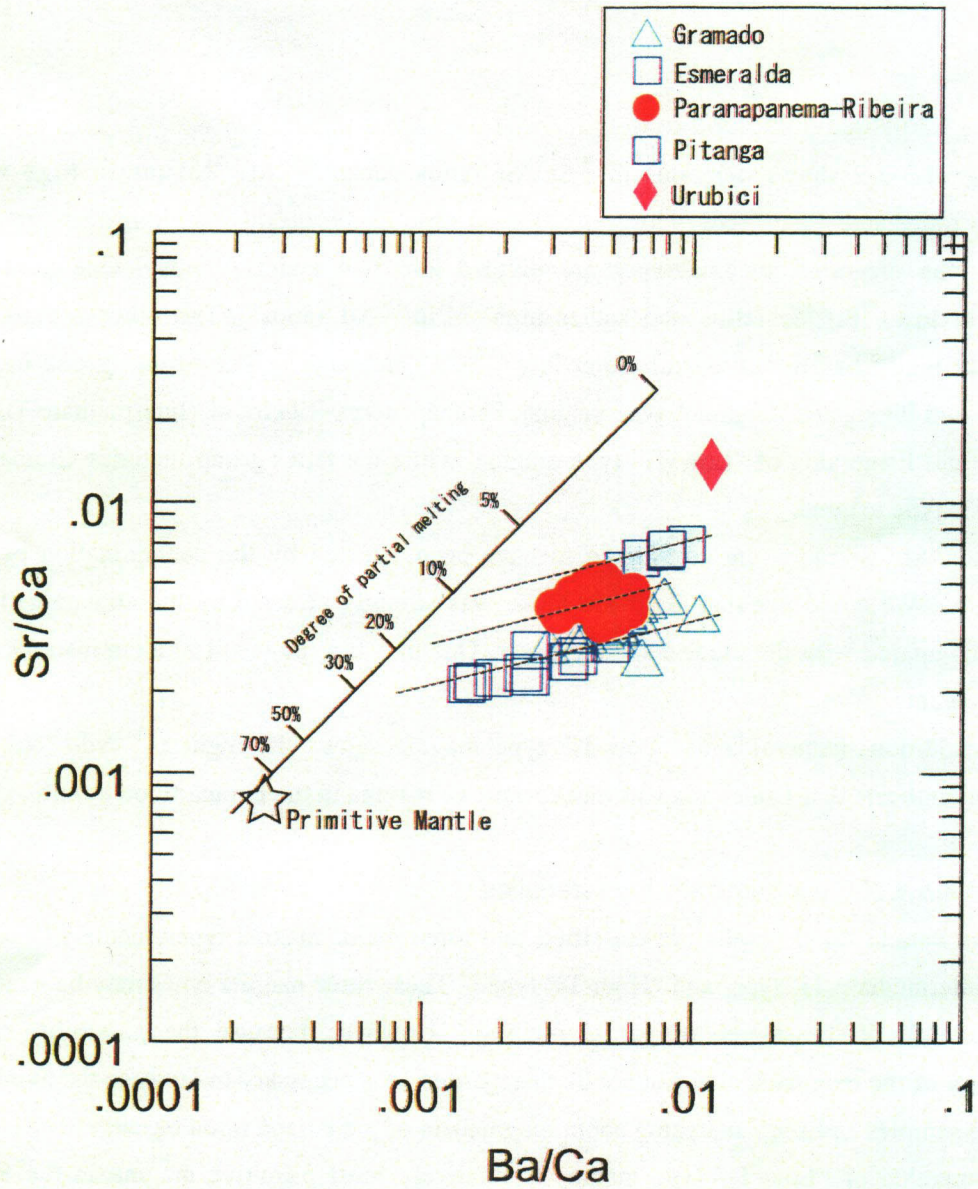 Gramado
Esmeralda
Paranapanema-Ribeira
Pitanga
Urubici
.1
0%
5%
.01
Degree of partial melting
10%
20%
30%
50%
70%
Sr/Ca
.001
Primitive Mantle
.0001
.0001
.001
.01
.1
Ba/Ca